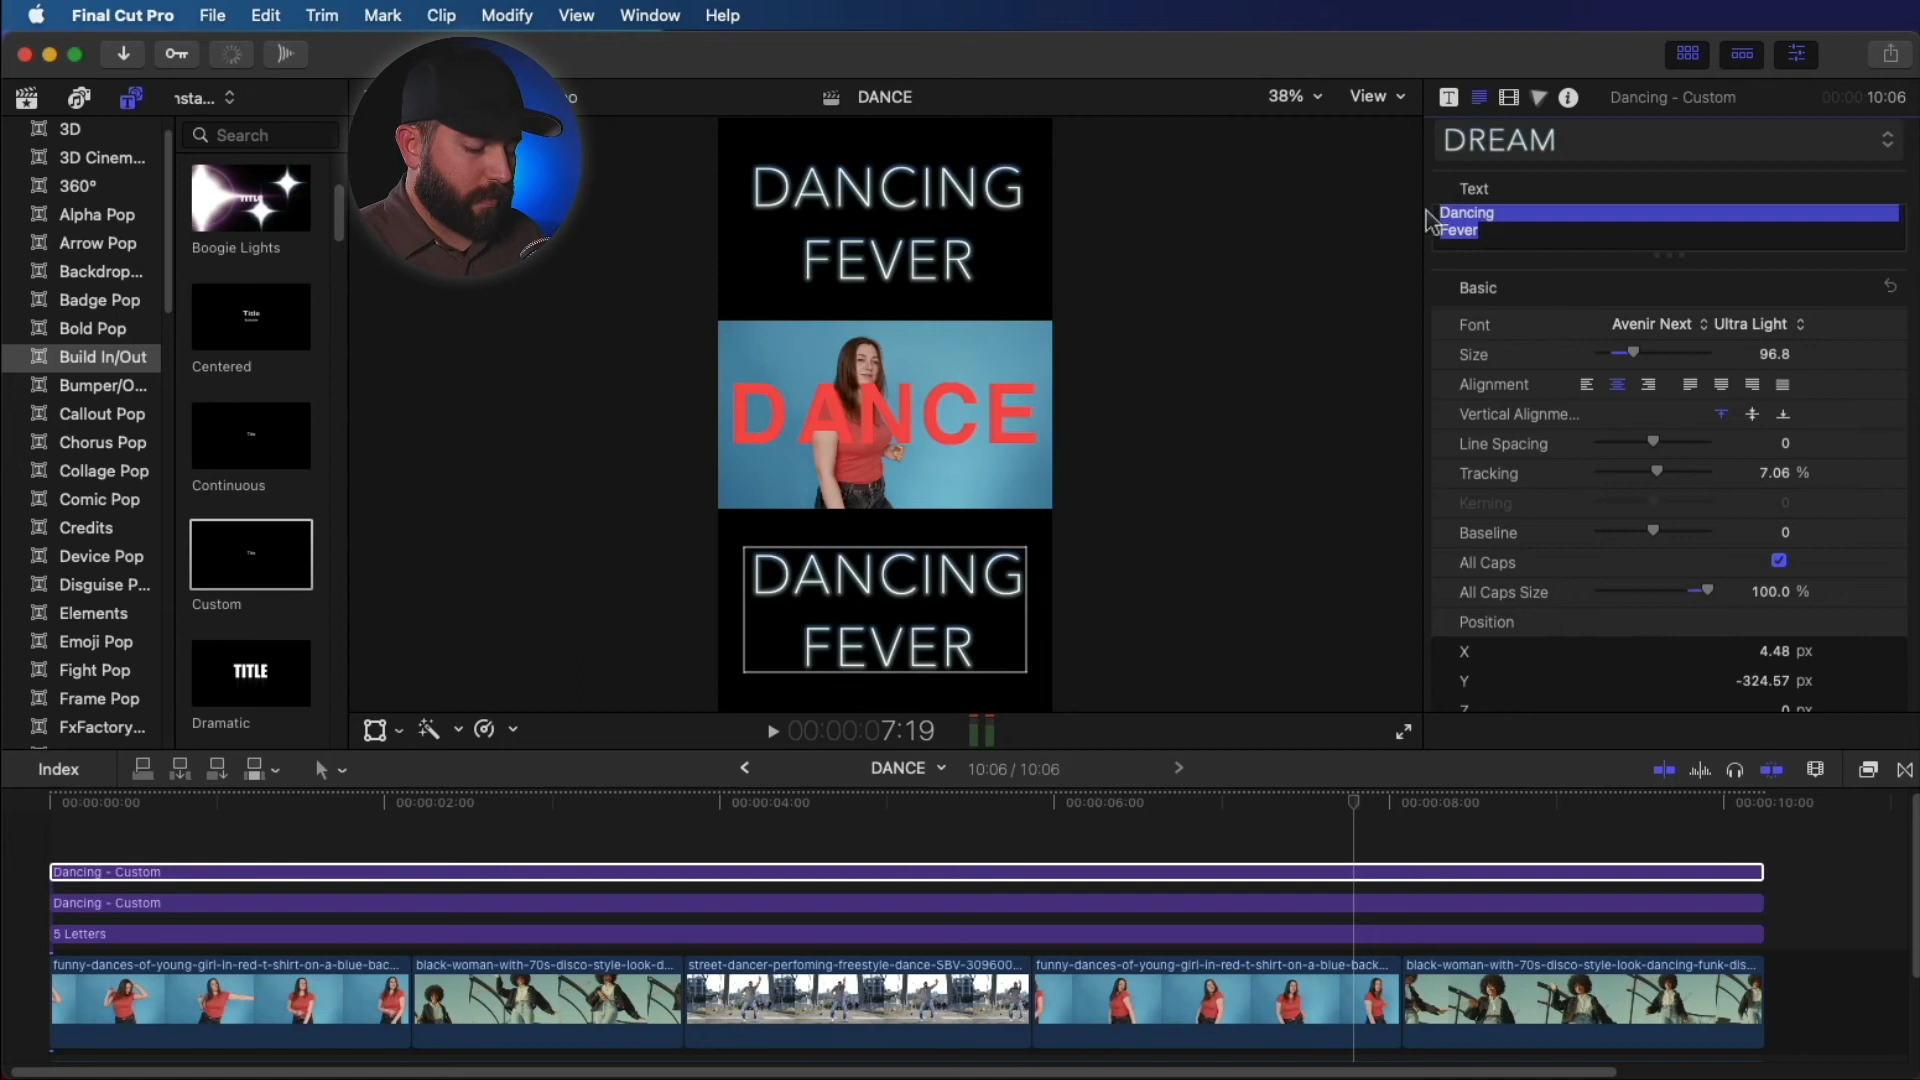 Final Cut Pro File Edit Trim Mark Clip Modify View Window Help
nsta...
DANCE
38% View
Dancing - Custom
00:00:10:06
3D
3D Cinem...
360°
Alpha Pop
Arrow Pop
Backdrop...
Badge Pop
Bold Pop
Build In/Out
Bumper/O...
Callout Pop
Chorus Pop
Collage Pop
Comic Pop
Credits
Device Pop
Disguise P...
Elements
Emoji Pop
Fight Pop
Frame Pop
FxFactory...
Search
TITLE
Boogie Lights
Title
Centered
Title
Continuous
Title
Custom
TITLE
Dramatic
DANCING
FEVER
DANCE
DANCING
FEVER
00:00:07:19
DREAM
Text
Dancing
Fever
Basic
Font Avenir Next Ultra Light
Size 96.8
Alignment
Vertical Alignme...
Line Spacing 0
Tracking 7.06 %
Kerning 0
Baseline 0
All Caps
All Caps Size 100.0 %
Position
X 4.48 px
Y -324.57 px
Z 0 px
Index
DANCE 10:06 / 10:06
00:00:00:00 00:00:02:00 00:00:04:00 00:00:06:00 00:00:08:00 00:00:10:00
Dancing - Custom
Dancing - Custom
5 Letters
funny-dances-of-young-girl-in-red-t-shirt-on-a-blue-bac... black-woman-with-70s-disco-style-look-d... street-dancer-perfoming-freestyle-dance-SBV-309600... funny-dances-of-young-girl-in-red-t-shirt-on-a-blue-back... black-woman-with-70s-disco-style-look-dancing-funk-dis...